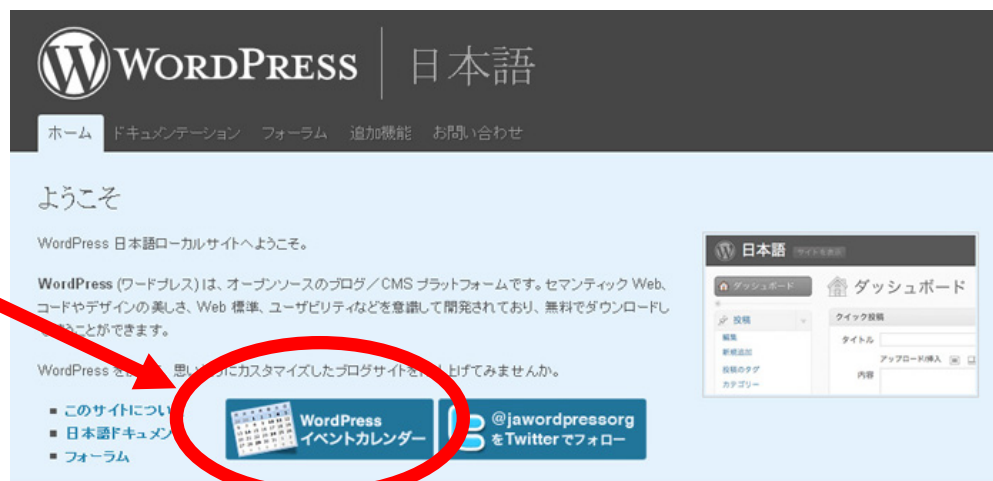 WORDPRESS 日本語
ホーム ドキュメンテーション フォーラム 追加機能 お問い合わせ
ようこそ
WordPress 日本語ローカルサイトへようこそ。
WordPress (ワードプレス) は、オープンソースのブログ／CMS プラットフォームです。セマンティック Web、
コードやデザインの美しさ、Web 標準、ユーザビリティなどを意識して開発されており、無料でダウンロードし
ことができます。
WordPress を 思い にカスタマイズしたブログサイトを 上げてみませんか。
このサイトについ
日本語ドキュメン
フォーラム
WordPress
イベントカレンダー
@jawordpressorg
をTwitterでフォロー
日本語 サイトを表示
ダッシュボード
ダッシュボード
投稿
編集
新規追加
投稿のタグ
カテゴリー
クイック投稿
タイトル
アップロード/挿入
内容